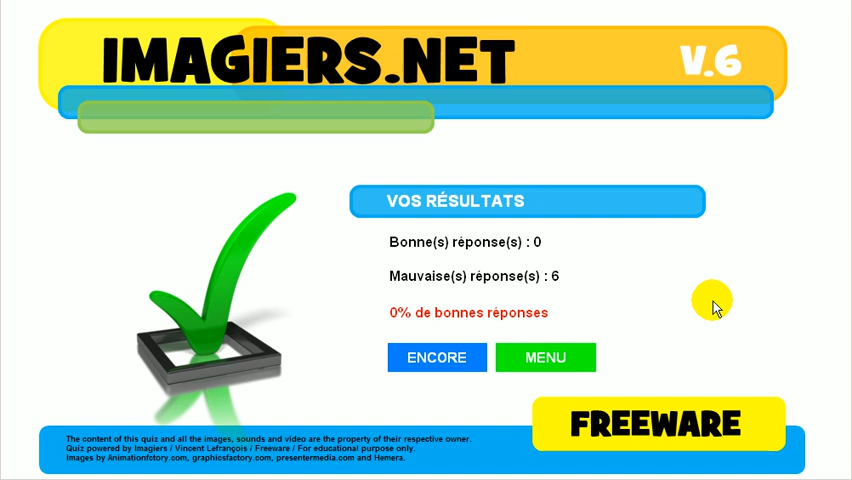 IMAGIERS.NET
V.6
VOS RÉSULTATS
Bonne(s) réponse(s) : 0
Mauvaise(s) réponse(s) : 6
0% de bonnes réponses
ENCORE
MENU
FREEWARE
The content of this quiz and all the images, sounds and video are the property of their respective owner.
Quiz powered by Imagiers / Vincent Lefrançois / Freeware / For educational purpose only.
Images by Animationfctory.com, graphicsfactory.com, presentermedia.com and Hemera.